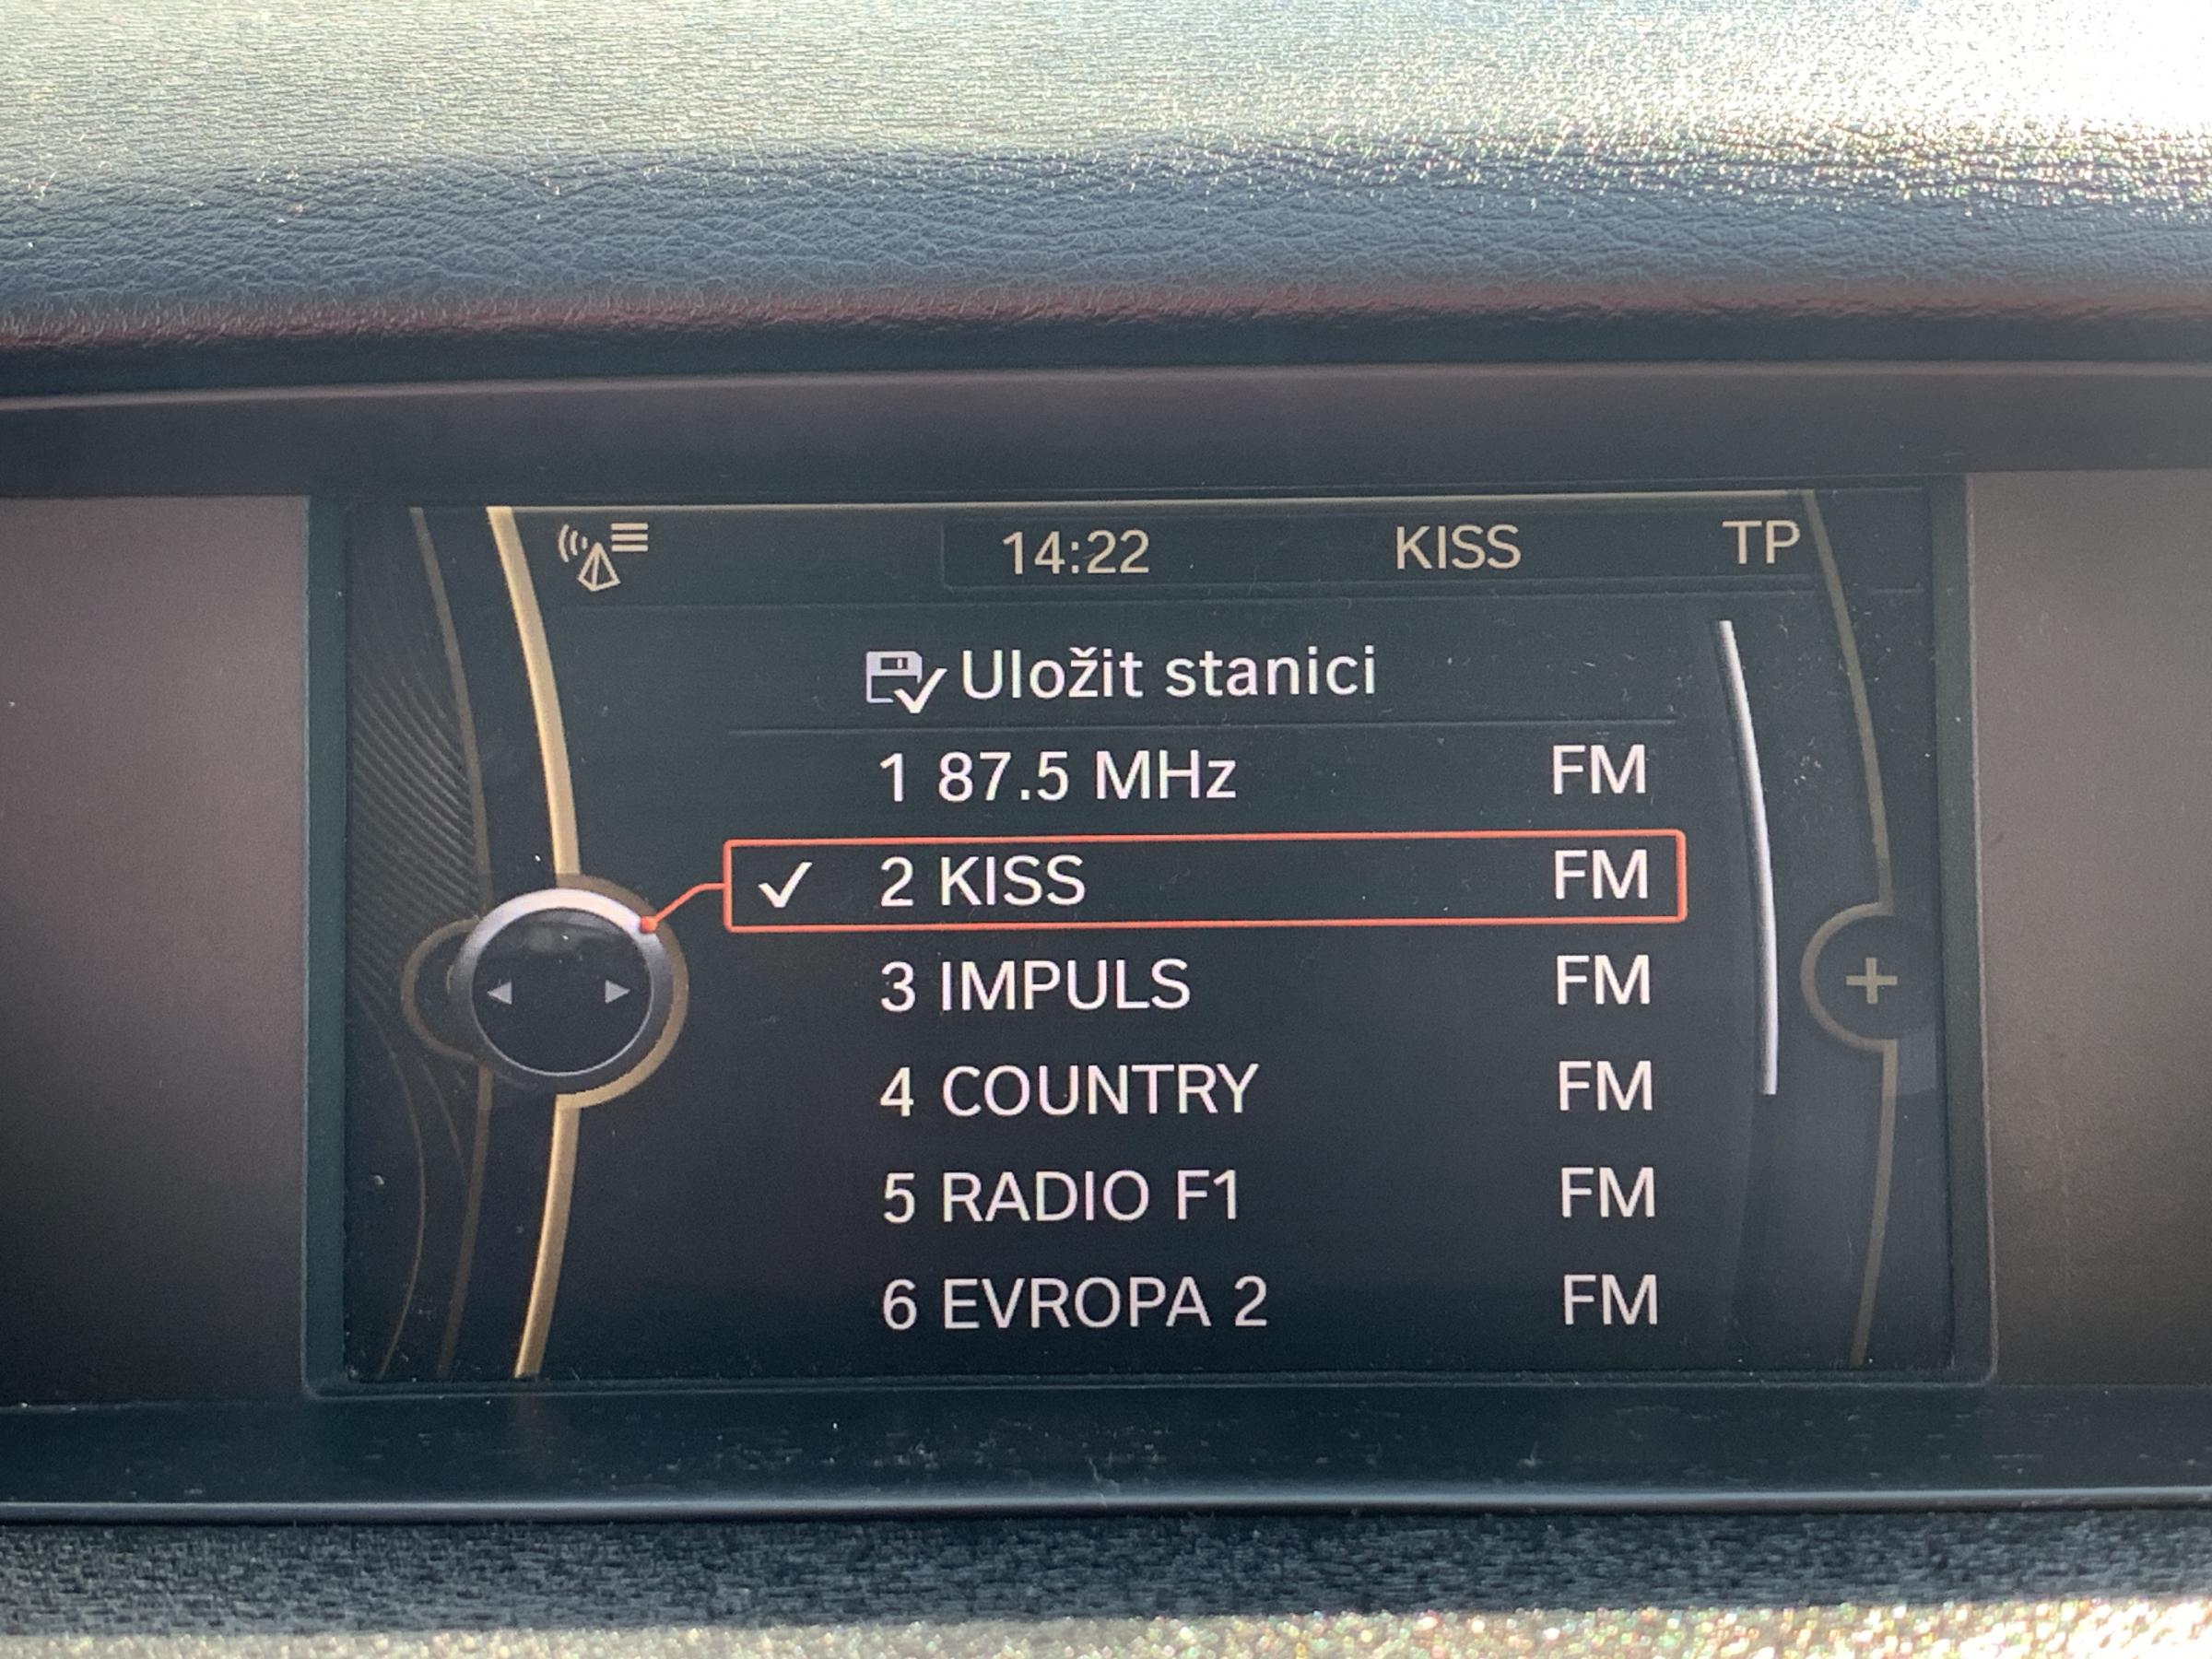 14:22 KISS TP
Uložit stanici
1 87.5 MHz FM
2 KISS FM
3 IMPULS FM
4 COUNTRY FM
5 RADIO F1 FM
6 EVROPA 2 FM